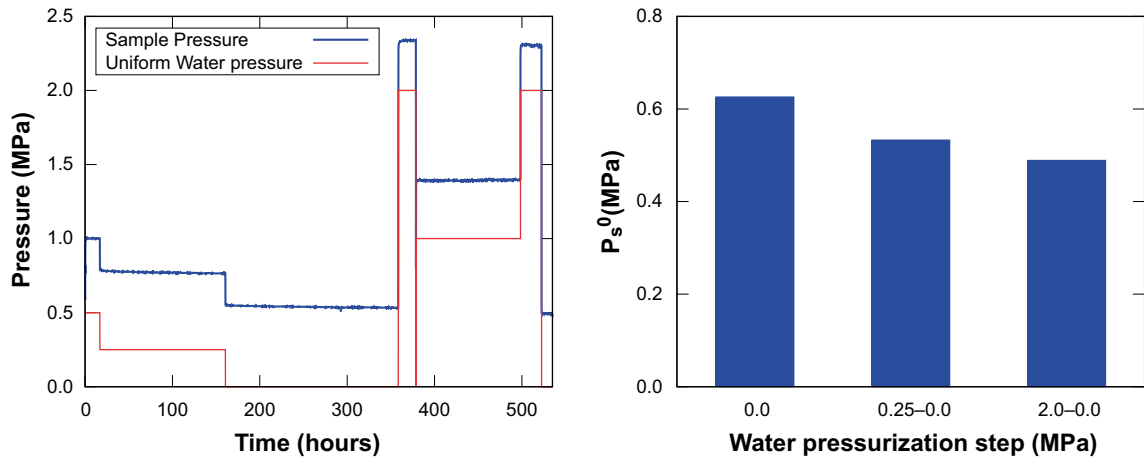 Pressure (MPa)
2.5
2.0
1.5
1.0
0.5
0.0
Sample Pressure
Uniform Water pressure
0 100 200 300 400 500
Time (hours)
Ps⁰(MPa)
0.8
0.6
0.4
0.2
0.0
0.0 0.25–0.0 2.0–0.0
Water pressurization step (MPa)